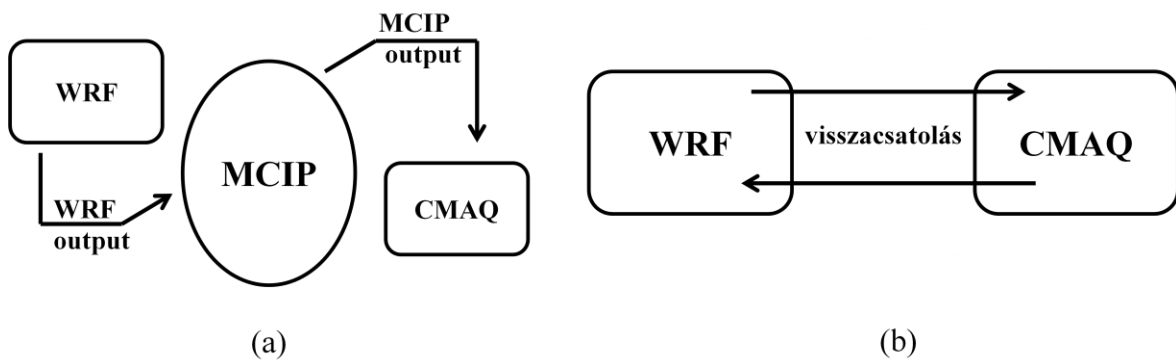 WRF
WRF
output
MCIP
MCIP
output
CMAQ
(a)
WRF
visszacsatolás
CMAQ
(b)